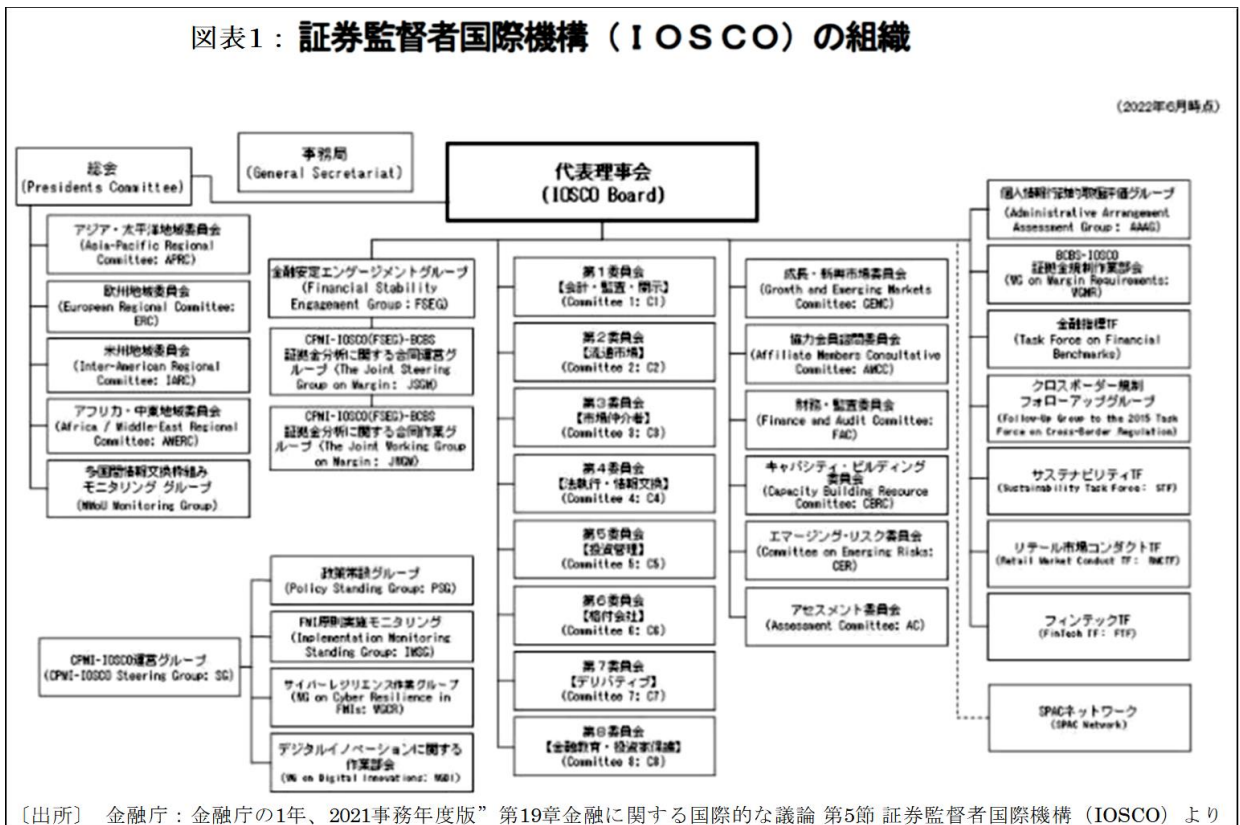 図表1：証券監督者国際機構（ＩＯＳＣＯ）の組織
(2022年6月時点)
総会
(Presidents Committee)
事務局
(General Secretariat)
代表理事会
(IOSCO Board)
アジア・太平洋地域委員会
(Asia-Pacific Regional
Committee: APRC)
欧州地域委員会
(European Regional Committee:
ERC)
米州地域委員会
(Inter-American Regional
Committee: IARC)
アフリカ・中東地域委員会
(Africa / Middle-East Regional
Committee: AMERC)
多国間情報交換枠組み
モニタリング グループ
(MMoU Monitoring Group)
金融安定エンゲージメントグループ
(Financial Stability
Engagement Group：FSEG)
CPMI-IOSCO(FSEG)-BCBS
証拠金分析に関する合同運営グ
ループ (The Joint Steering
Group on Margin: JSGM)
CPMI-IOSCO(FSEG)-BCBS
証拠金分析に関する合同作業グ
ループ (The Joint Working Group
on Margin: JWGM)
第１委員会
【会計・監査・開示】
(Committee 1: C1)
第２委員会
【流通市場】
(Committee 2: C2)
第３委員会
【市場仲介者】
(Committee 3: C3)
第４委員会
【法執行・情報交換】
(Committee 4: C4)
第５委員会
【投資管理】
(Committee 5: C5)
第６委員会
【格付会社】
(Committee 6: C6)
第７委員会
【デリバティブ】
(Committee 7: C7)
第８委員会
【金融教育・投資家保護】
(Committee 8: C8)
成長・新興市場委員会
(Growth and Emerging Markets
Committee: GEMC)
協力会員諮問委員会
(Affiliate Members Consultative
Committee: AMCC)
財務・監査委員会
(Finance and Audit Committee:
FAC)
キャパシティ・ビルディング
委員会
(Capacity Building Resource
Committee: CBRC)
エマージング・リスク委員会
(Committee on Emerging Risks:
CER)
アセスメント委員会
(Assessment Committee: AC)
(Administrative Arrangement
Assessment Group: AAAG)
BCBS-IOSCO
証拠金規制作業部会
(WG on Margin Requirements:
WGMR)
金融指標TF
(Task Force on Financial
Benchmarks)
クロスボーダー規制
フォローアップグループ
(Follow-Up Group to the 2015 Task
Force on Cross-Border Regulation)
サステナビリティTF
(Sustainability Task Force: STF)
リテール市場コンダクトTF
(Retail Market Conduct TF: RMCTF)
フィンテックTF
(FinTech TF: FTF)
SPACネットワーク
(SPAC Network)
CPMI-IOSCO運営グループ
(CPMI-IOSCO Steering Group: SG)
政策常設グループ
(Policy Standing Group: PSG)
FMI原則実施モニタリング
(Implementation Monitoring
Standing Group: IMSG)
サイバーレジリエンス作業グループ
(WG on Cyber Resilience in
FMIs: WGCR)
デジタルイノベーションに関する
作業部会
(WG on Digital Innovations: WGDI)
〔出所〕 金融庁：金融庁の1年、2021事務年度版” 第19章金融に関する国際的な議論 第5節 証券監督者国際機構（IOSCO）より